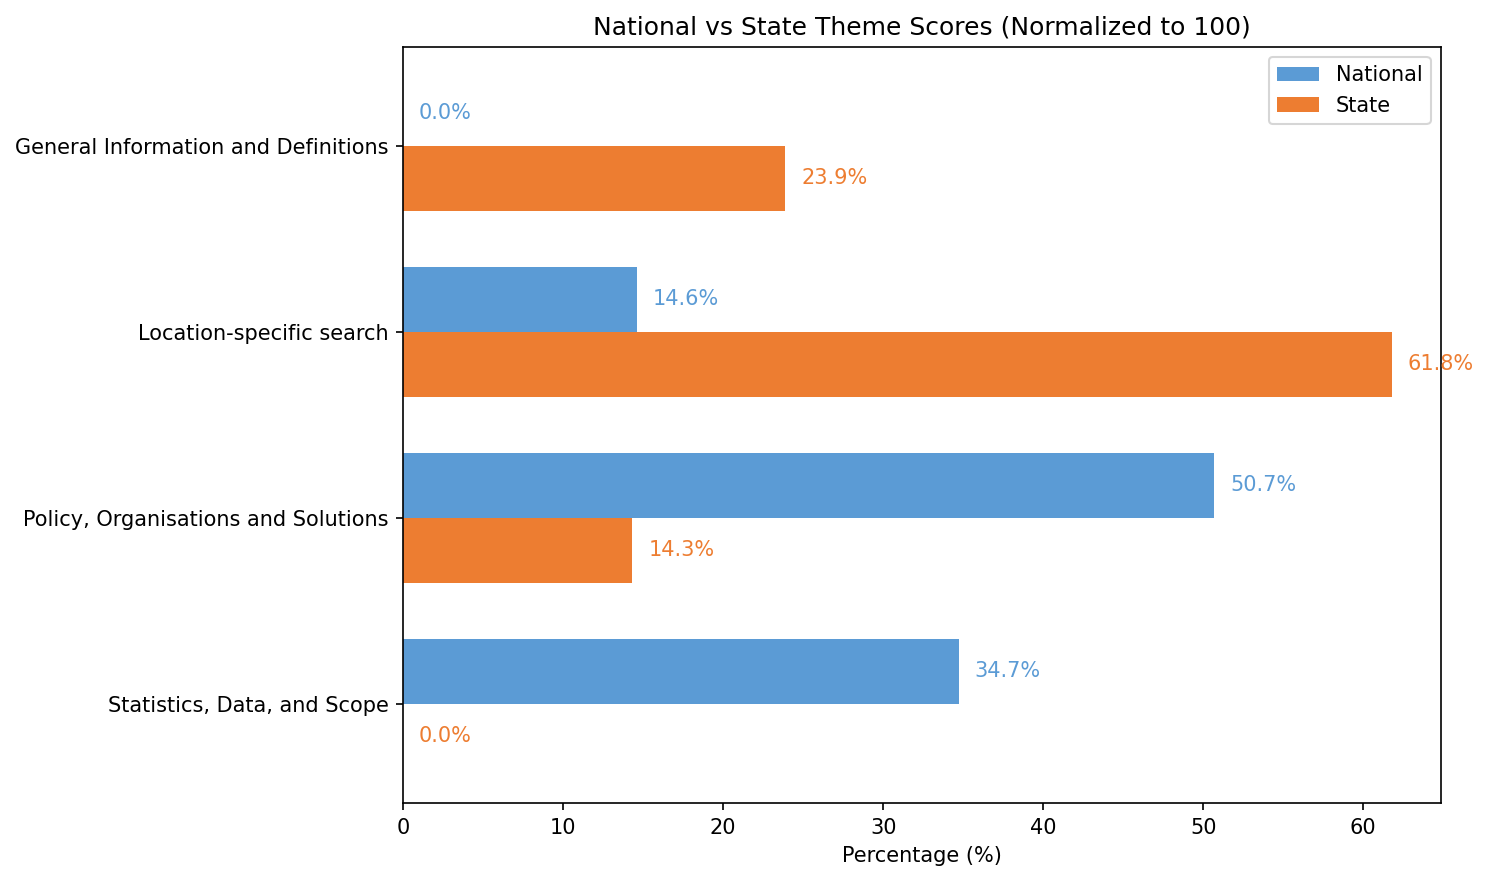 National vs State Theme Scores (Normalized to 100)
National
State
General Information and Definitions
0.0%
23.9%
Location-specific search
14.6%
61.8%
Policy, Organisations and Solutions
50.7%
14.3%
Statistics, Data, and Scope
34.7%
0.0%
0 10 20 30 40 50 60
Percentage (%)